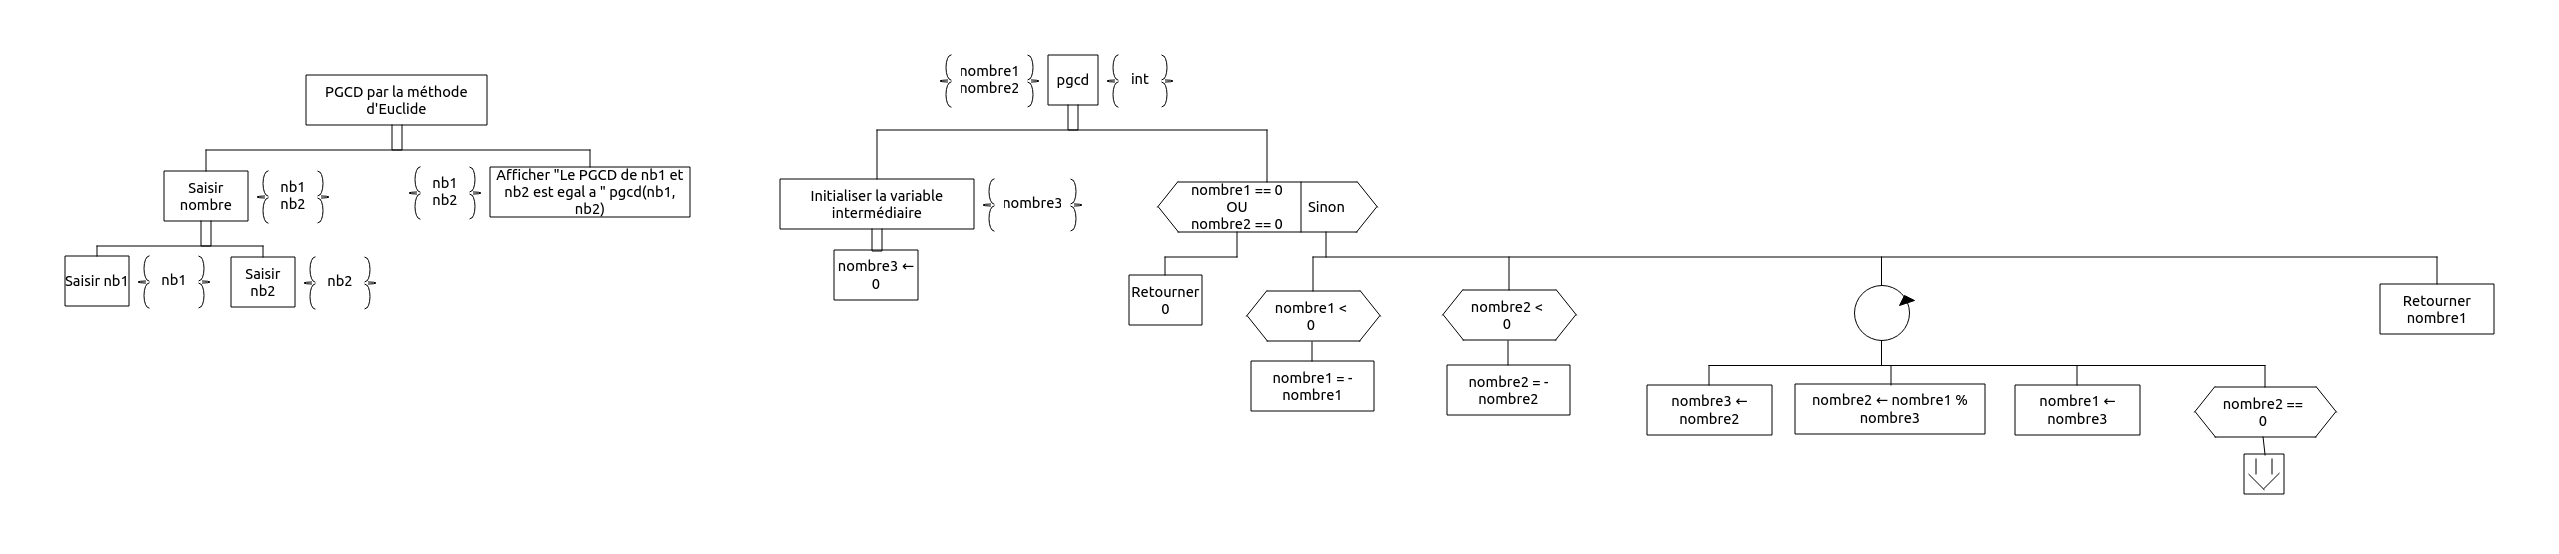 PGCD par la méthode
d'Euclide
Saisir
nombre
nb1
nb2
nb1
nb2
Afficher "Le PGCD de nb1 et
nb2 est egal a " pgcd(nb1,
nb2)
Saisir nb1
nb1
Saisir
nb2
nb2
nombre1
nombre2
pgcd
int
Initialiser la variable
intermédiaire
nombre3
nombre3 ←
0
nombre1 == 0
OU
nombre2 == 0
Sinon
Retourner
0
nombre1 <
0
nombre1 = -
nombre1
nombre2 <
0
nombre2 = -
nombre2
nombre3 ←
nombre2
nombre2 ← nombre1 %
nombre3
nombre1 ←
nombre3
nombre2 ==
0
Retourner
nombre1